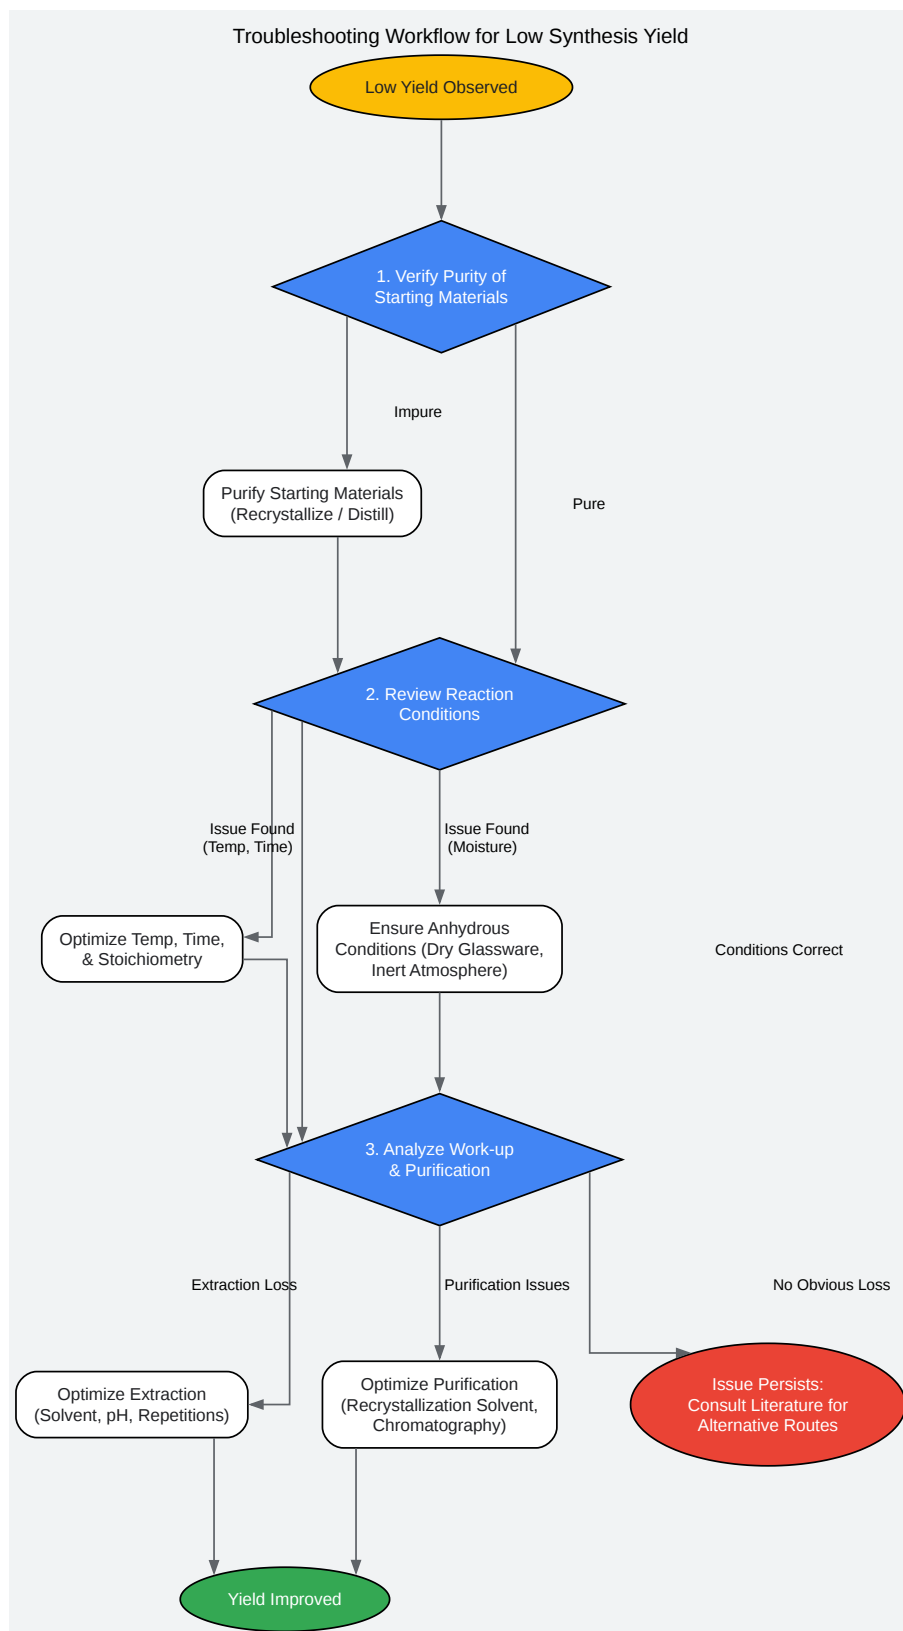 Troubleshooting Workflow for Low Synthesis Yield
Low Yield Observed
1. Verify Purity of
Starting Materials
Impure
Purify Starting Materials
(Recrystallize / Distill)
Pure
2. Review Reaction
Conditions
Issue Found
(Temp, Time)
Issue Found
(Moisture)
Optimize Temp, Time,
& Stoichiometry
Ensure Anhydrous
Conditions (Dry Glassware,
Inert Atmosphere)
Conditions Correct
3. Analyze Work-up
& Purification
Extraction Loss
Purification Issues
No Obvious Loss
Optimize Extraction
(Solvent, pH, Repetitions)
Optimize Purification
(Recrystallization Solvent,
Chromatography)
Issue Persists:
Consult Literature for
Alternative Routes
Yield Improved